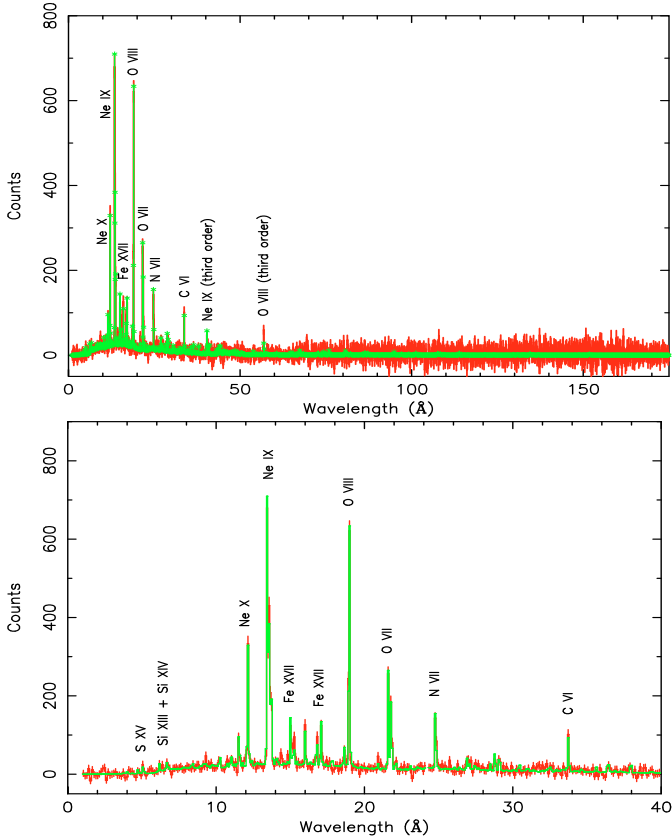 800
600
400
200
0
Counts
Ne IX
O VIII
Ne X
Fe XVII
O VII
N VII
C VI
Ne IX (third order)
O VIII (third order)
0 50 100 150
Wavelength (Å)
800
600
400
200
0
Counts
S XV
Si XIII + Si XIV
Ne X
Ne IX
Fe XVII
Fe XVII
O VIII
O VII
N VII
C VI
0 10 20 30 40
Wavelength (Å)